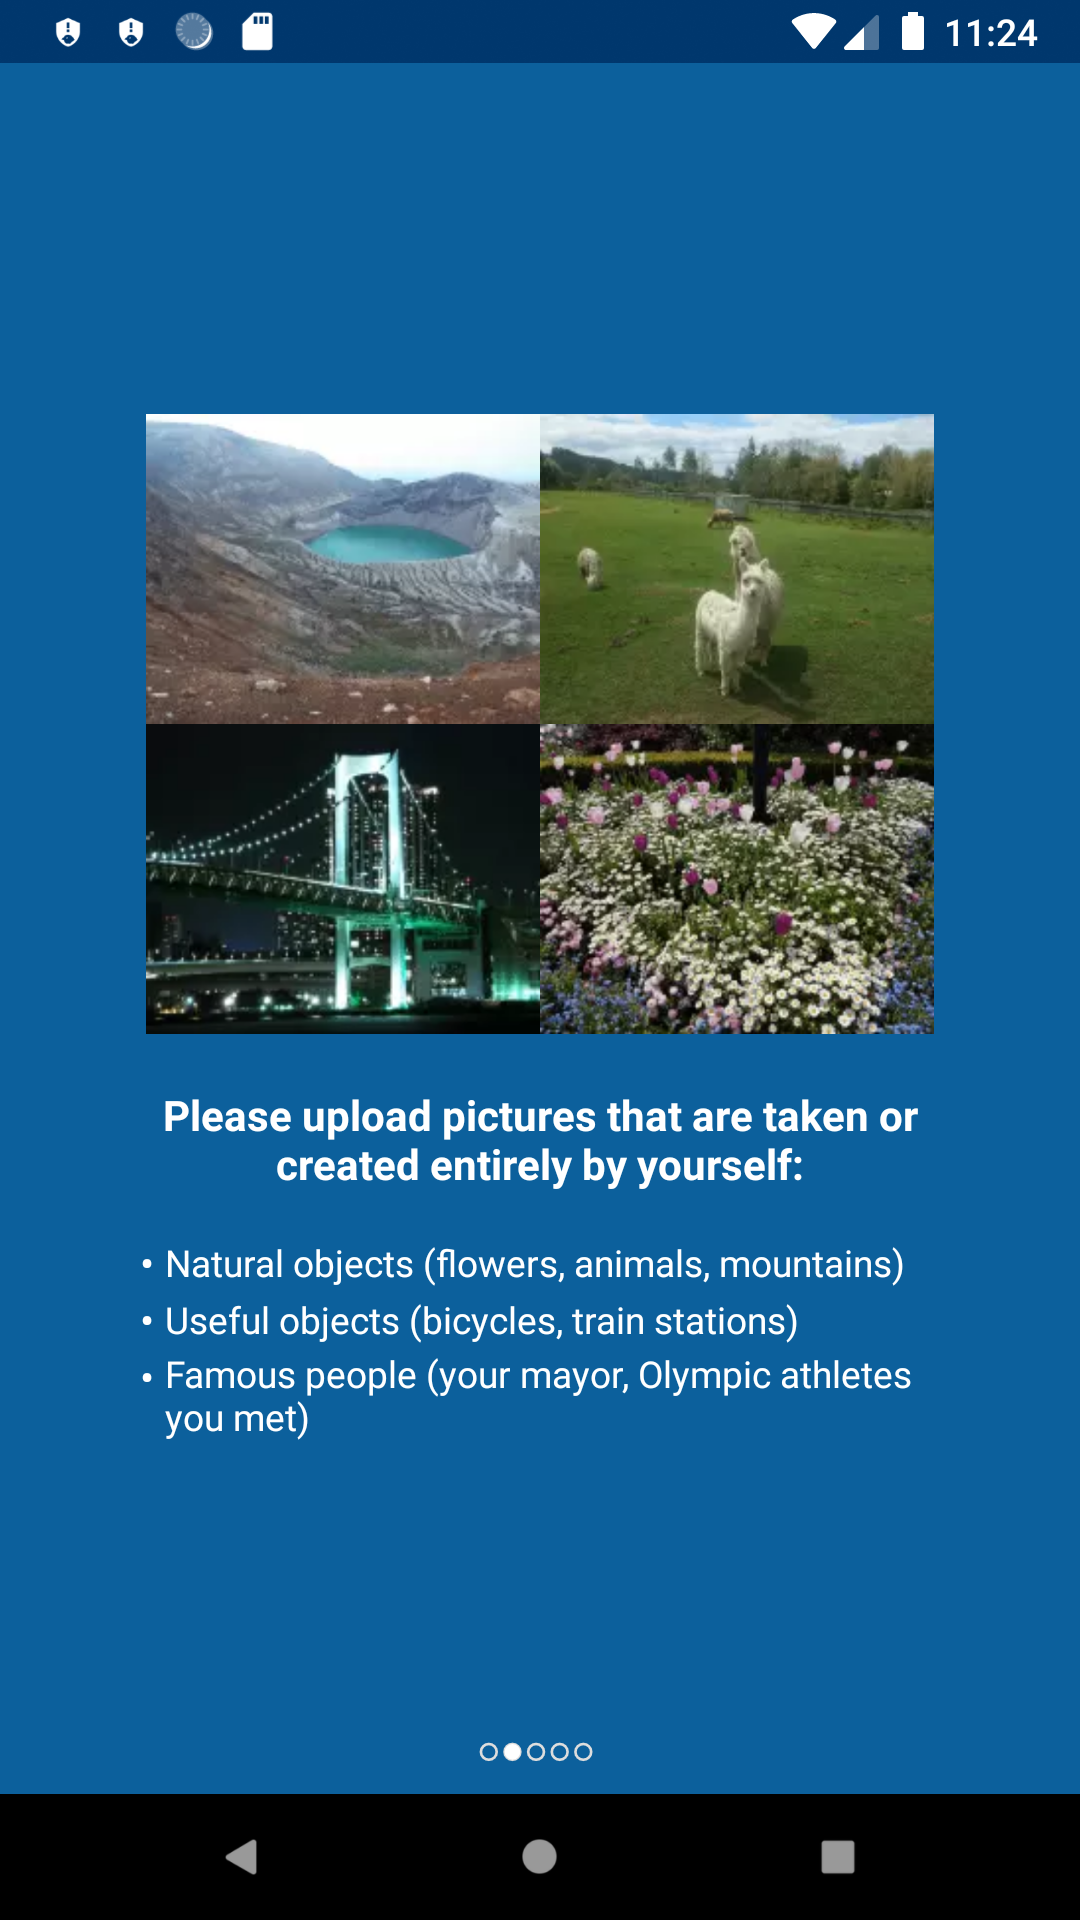 11:24
Please upload pictures that are taken or
created entirely by yourself:
• Natural objects (flowers, animals, mountains)
• Useful objects (bicycles, train stations)
• Famous people (your mayor, Olympic athletes
you met)